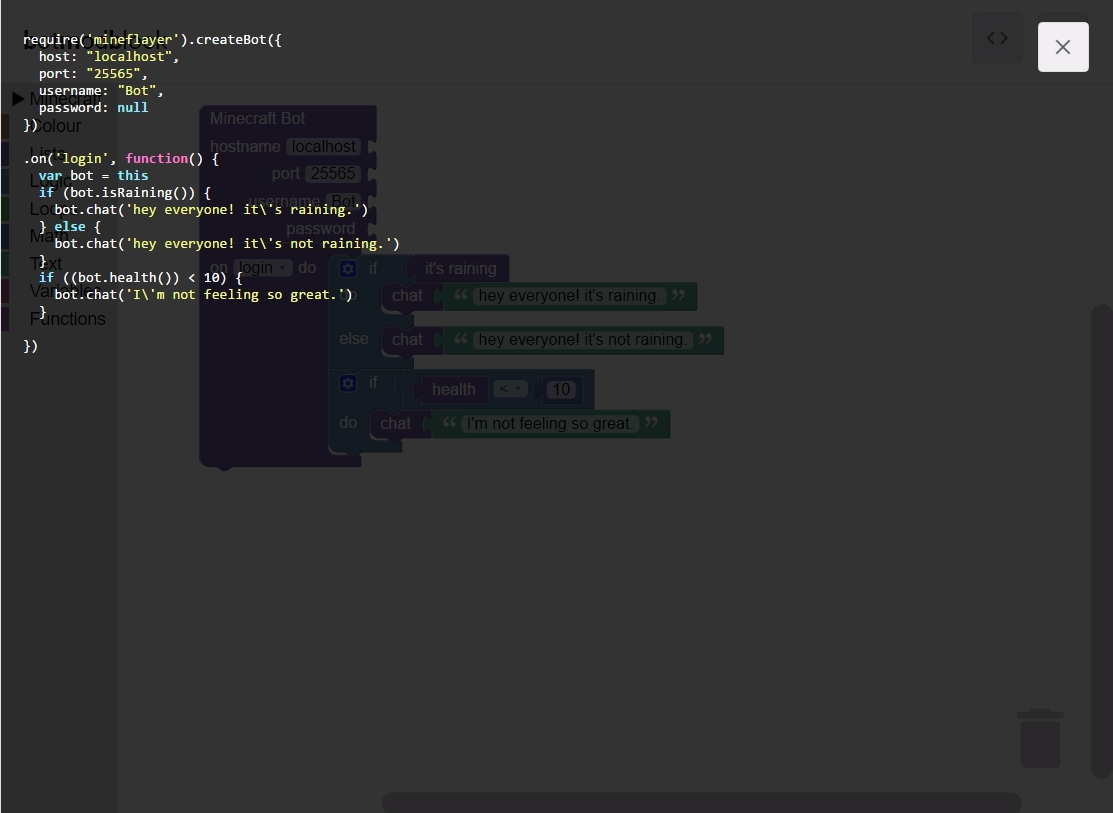 require('mineflayer').createBot({
  host: "localhost",
  port: "25565",
  username: "Bot",
  password: null
})
.on('login', function() {
  var bot = this
  if (bot.isRaining()) {
    bot.chat('hey everyone! it\'s raining.')
  } else {
    bot.chat('hey everyone! it\'s not raining.')
  }
  if ((bot.health()) < 10) {
    bot.chat('I\'m not feeling so great.')
  }
})
<>
×
Minecraft
Colour
Lists
Logic
Loops
Math
Text
Variables
Functions
Minecraft Bot
hostname localhost
port 25565
username Bot
password
on login do
if it's raining
do chat “ hey everyone! it's raining. ”
else chat “ hey everyone! it's not raining. ”
if health < 10
do chat “ I'm not feeling so great. ”